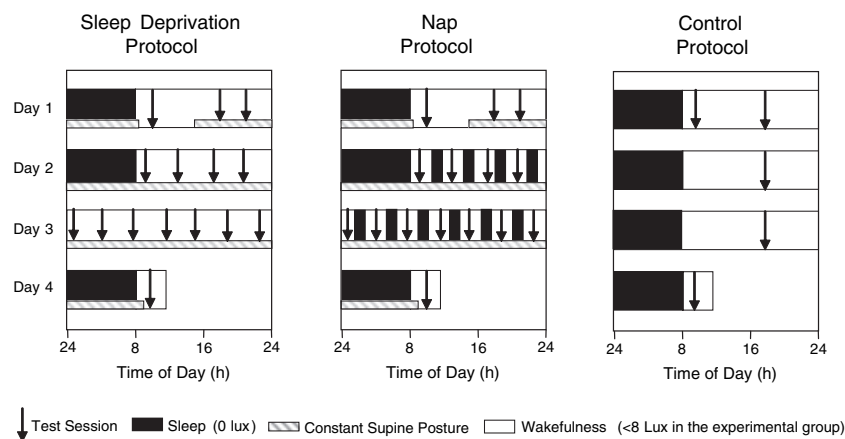 Sleep Deprivation
Protocol
Nap
Protocol
Control
Protocol
Day 1
Day 2
Day 3
Day 4
24 8 16 24
24 8 16 24
24 8 16 24
Time of Day (h)
Time of Day (h)
Time of Day (h)
Test Session Sleep (0 lux) Constant Supine Posture Wakefulness (<8 Lux in the experimental group)